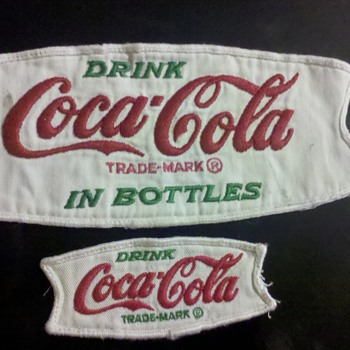 DRINK
Coca-Cola
TRADE-MARK ®
IN BOTTLES
DRINK
Coca-Cola
TRADE-MARK ®